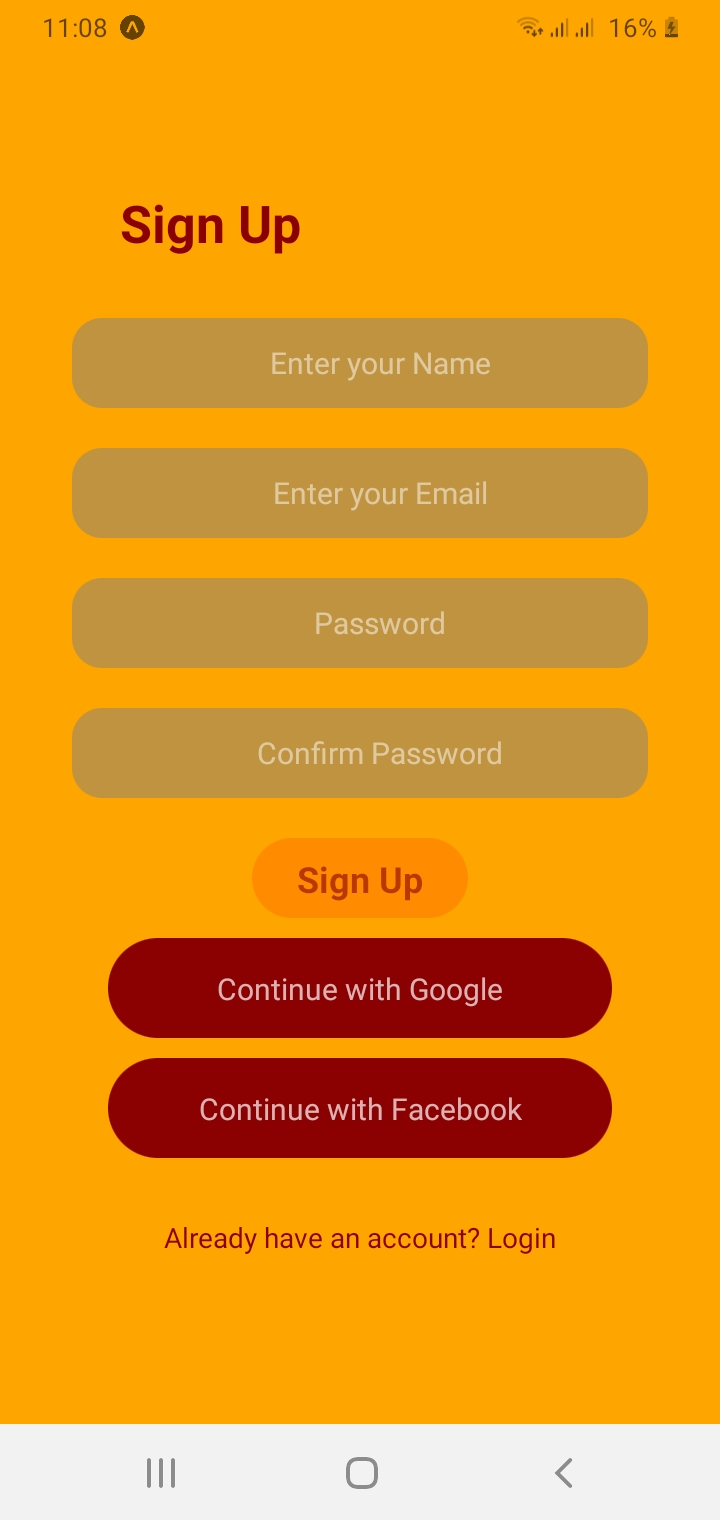 11:08 16%
Sign Up
Enter your Name
Enter your Email
Password
Confirm Password
Sign Up
Continue with Google
Continue with Facebook
Already have an account? Login